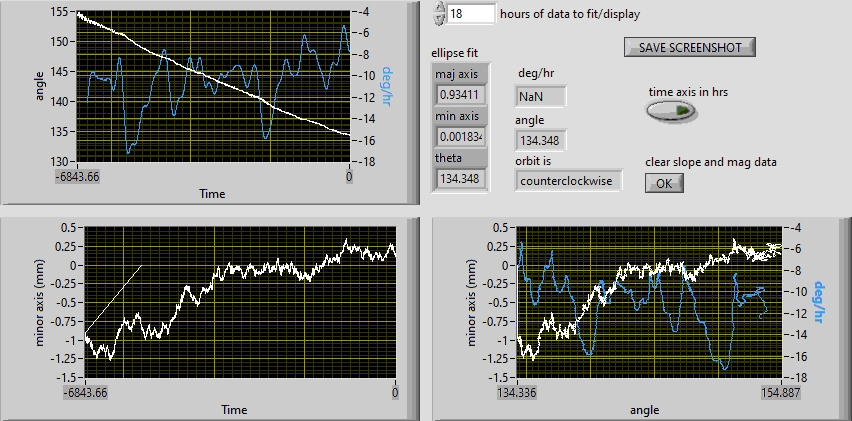 155
150
145
140
135
130
angle
-4
-6
-8
-10
-12
-14
-16
-18
deg/hr
-6843.66
0
Time
18 hours of data to fit/display
SAVE SCREENSHOT
ellipse fit
maj axis
0.93411
min axis
0.001834
theta
134.348
deg/hr
NaN
angle
134.348
orbit is
counterclockwise
time axis in hrs
clear slope and mag data
OK
0.5
0.25
0
-0.25
-0.5
-0.75
-1
-1.25
-1.5
minor axis (mm)
-6843.66
0
Time
0.5
0.25
0
-0.25
-0.5
-0.75
-1
-1.25
-1.5
minor axis (mm)
-4
-6
-8
-10
-12
-14
-16
-18
deg/hr
134.336
154.887
angle